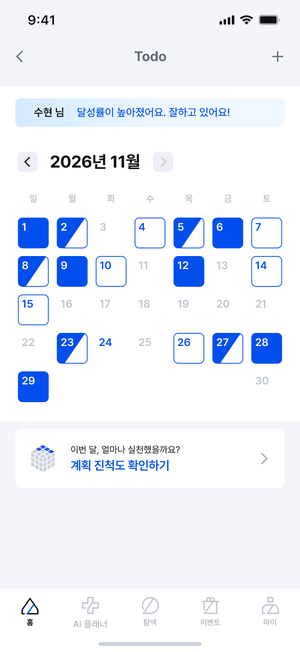 9:41
Todo
수현 님 달성률이 높아졌어요. 잘하고 있어요!
2026년 11월
일 월 화 수 목 금 토
1 2 3 4 5 6 7
8 9 10 11 12 13 14
15 16 17 18 19 20 21
22 23 24 25 26 27 28
29 30
이번 달, 얼마나 실천했을까요?
계획 진척도 확인하기
홈 AI 플래너 탐색 이벤트 마이